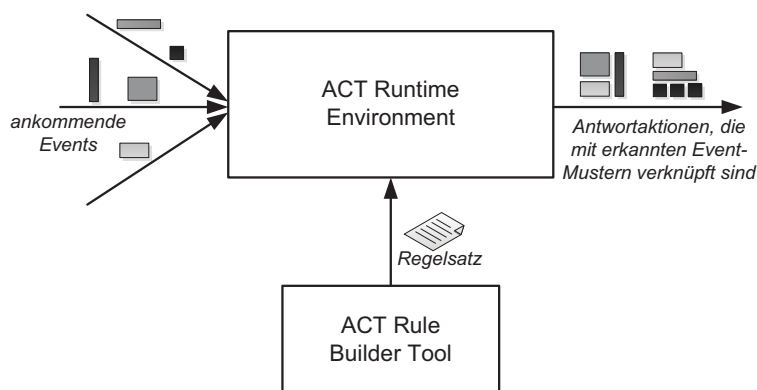 ACT Runtime
Environment
ankommende
Events
Antwortaktionen, die
mit erkannten Event-
Mustern verknüpft sind
Regelsatz
ACT Rule
Builder Tool